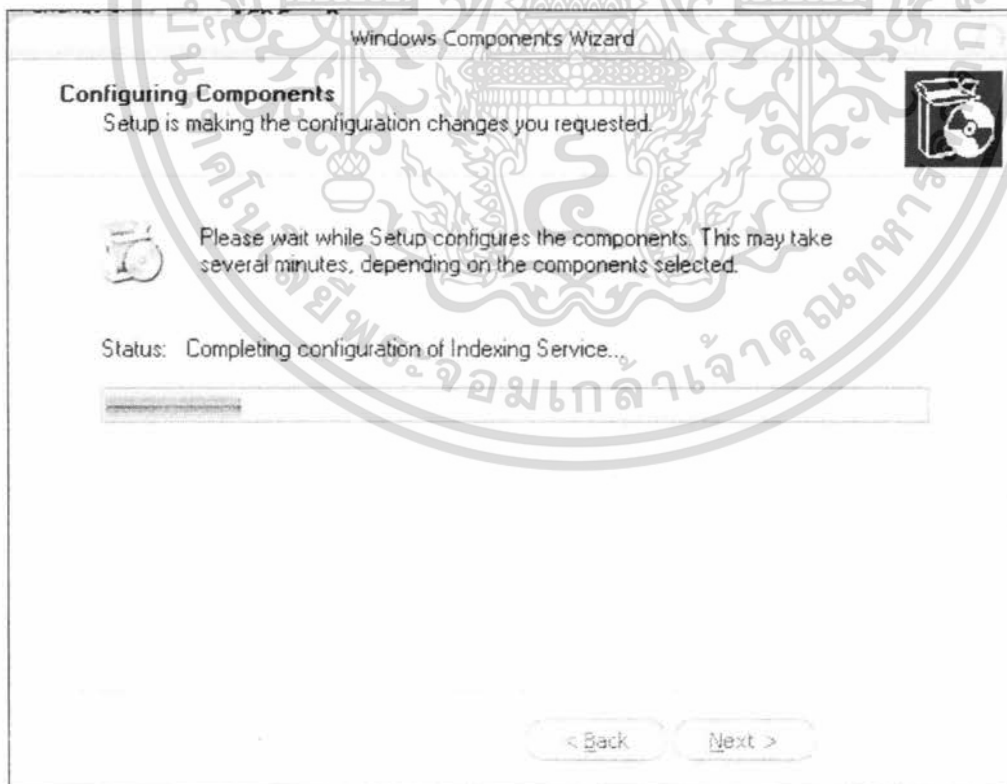 Windows Components Wizard
Configuring Components
Setup is making the configuration changes you requested.
Please wait while Setup configures the components. This may take
several minutes, depending on the components selected.
Status: Completing configuration of Indexing Service...
< Back Next >